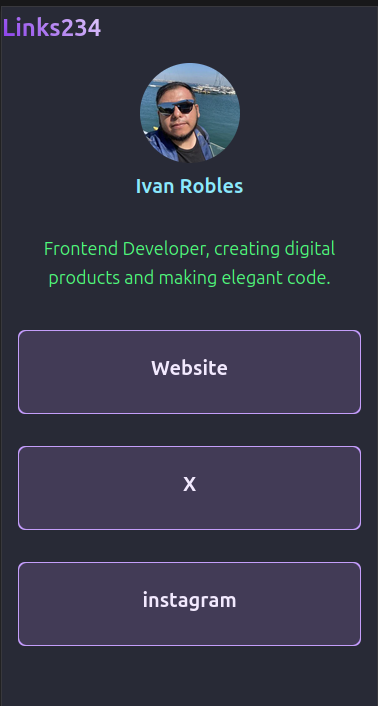 Links234
Ivan Robles
Frontend Developer, creating digital
products and making elegant code.
Website
X
instagram